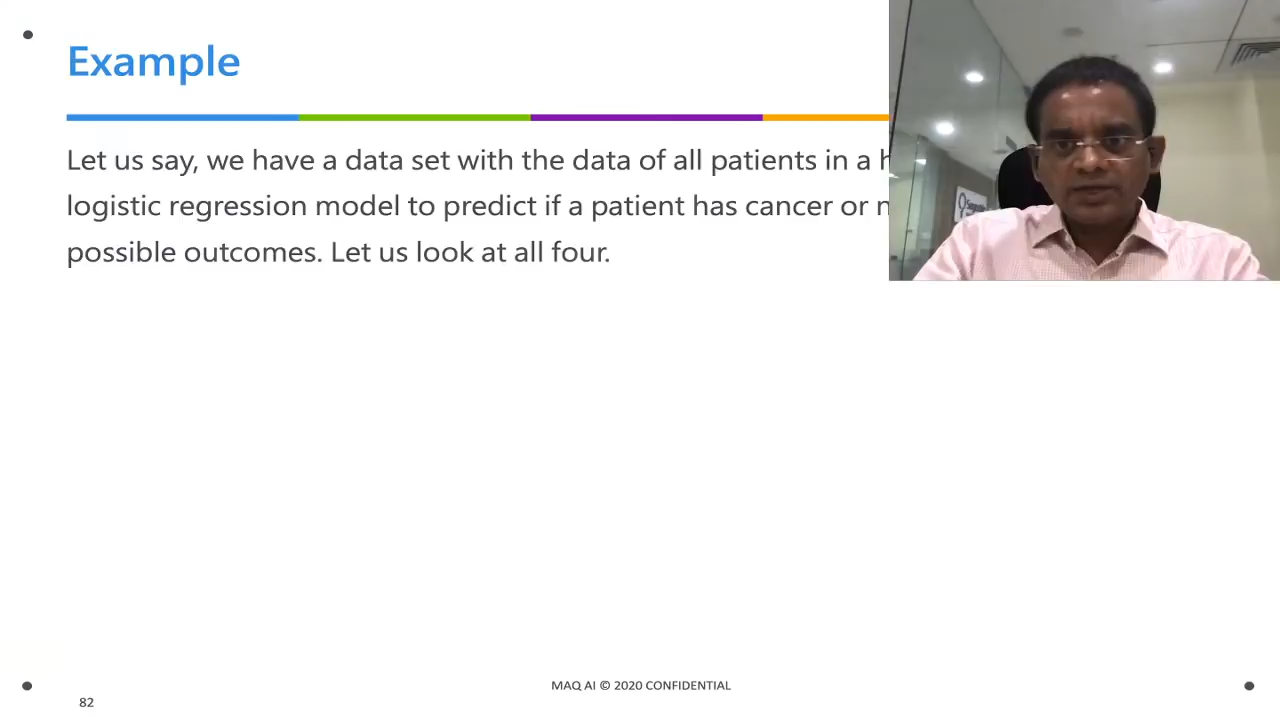 Example
Let us say, we have a data set with the data of all patients in a
logistic regression model to predict if a patient has cancer or
possible outcomes. Let us look at all four.
MAQ AI © 2020 CONFIDENTIAL
82